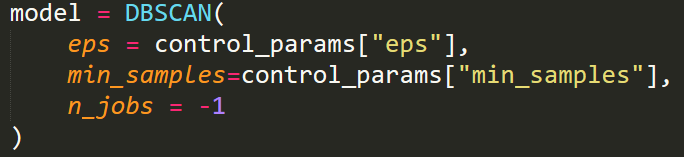 model = DBSCAN(
    eps = control_params["eps"],
    min_samples=control_params["min_samples"],
    n_jobs = -1
)